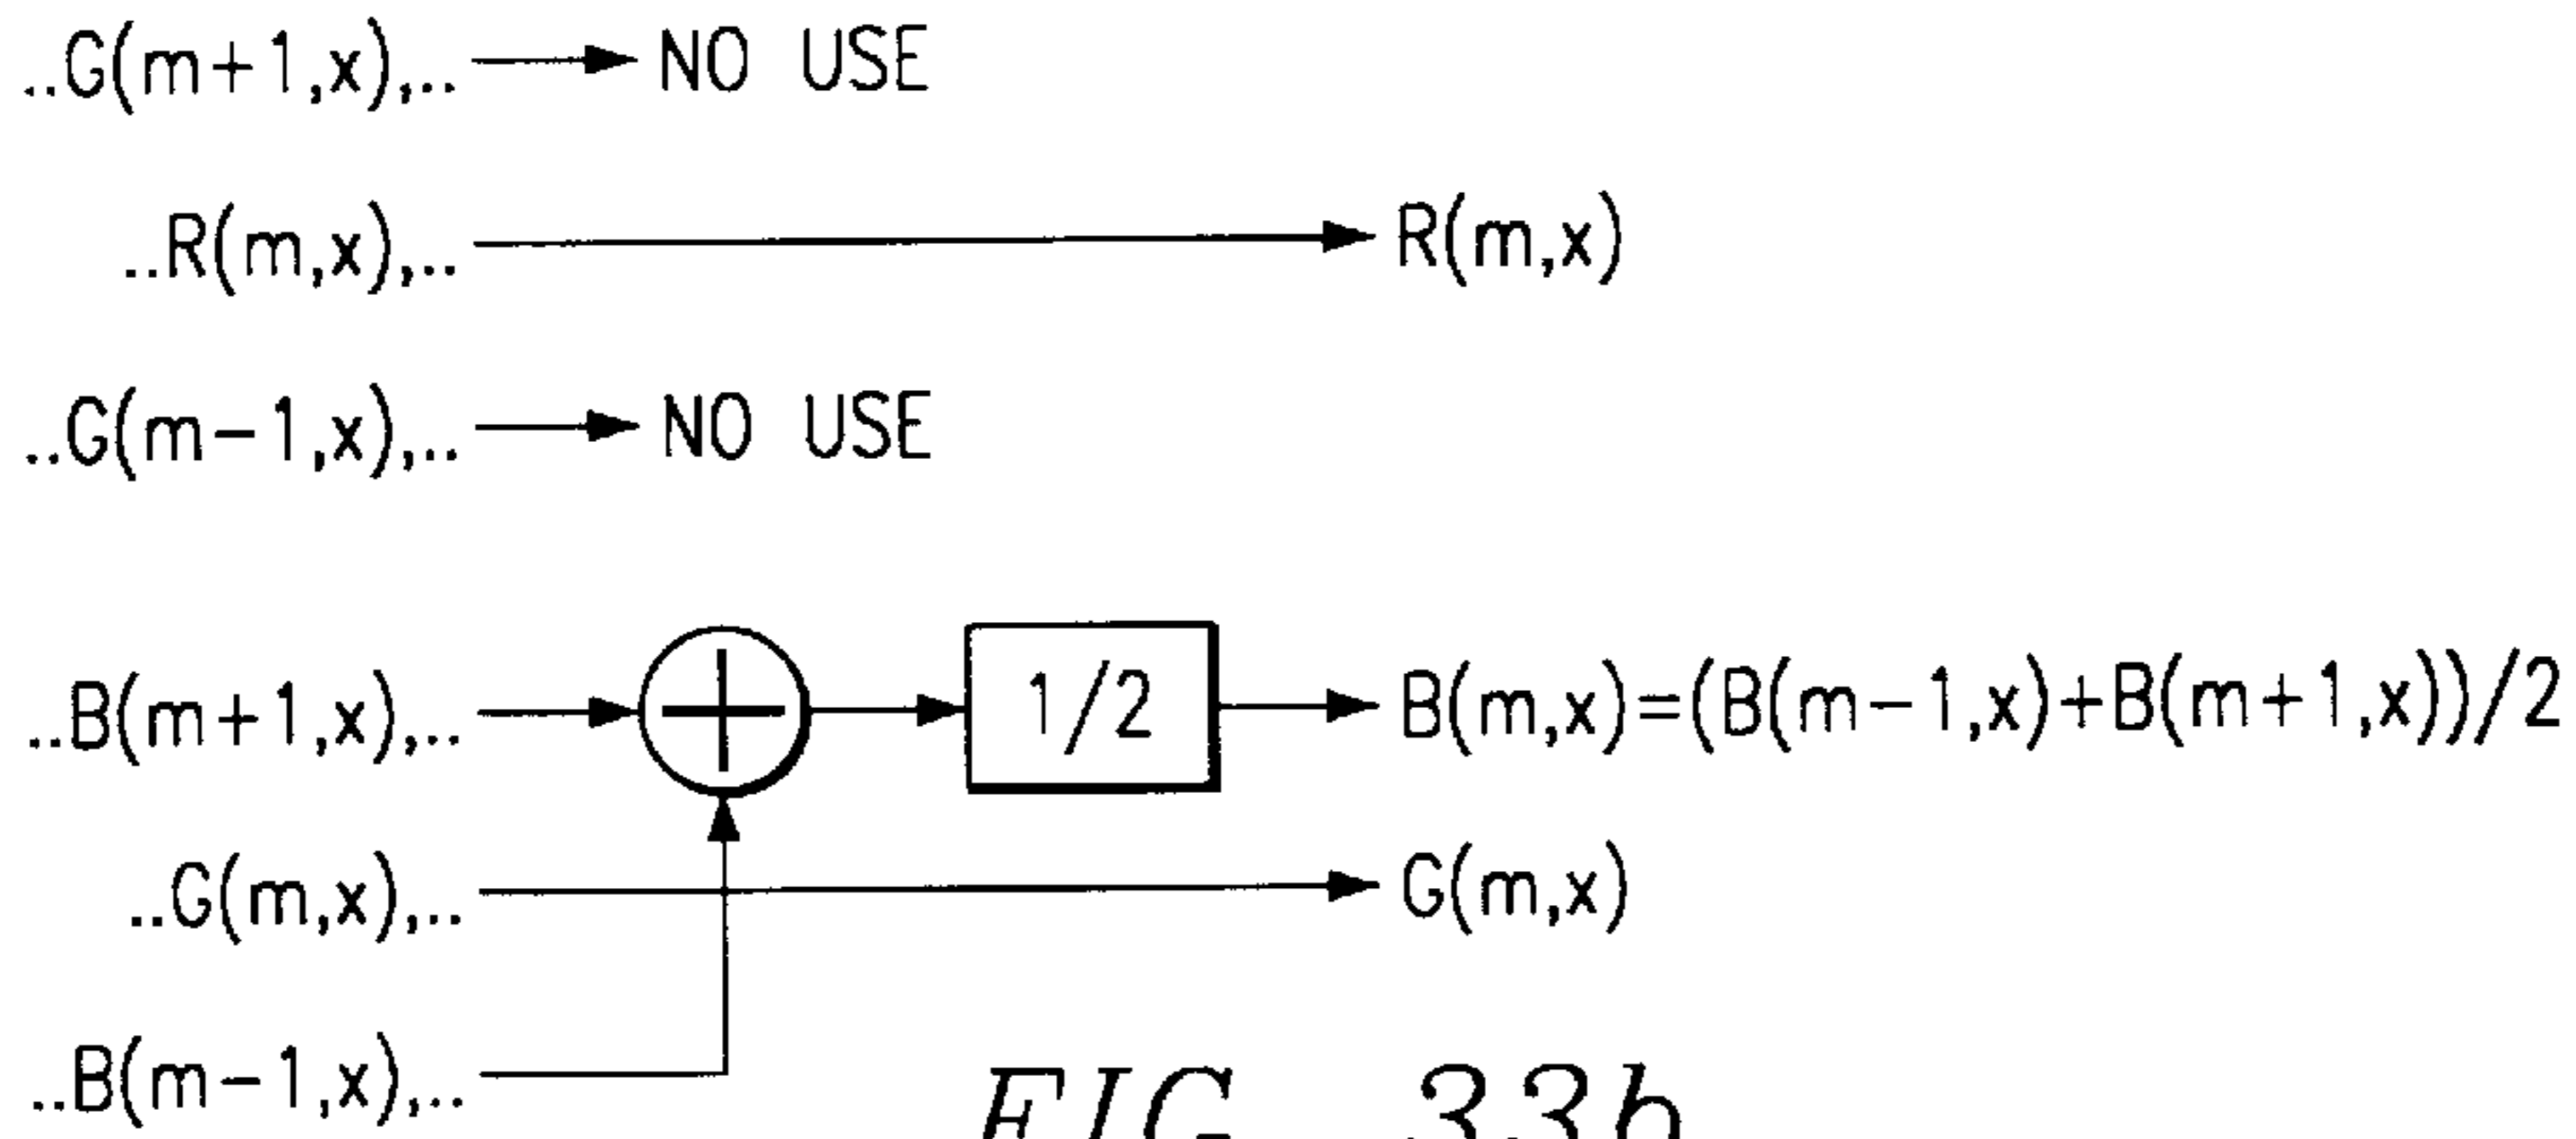 ..G(m+1,x),.. NO USE
..R(m,x),.. R(m,x)
..G(m-1,x),.. NO USE
..B(m+1,x),.. + 1/2 B(m,x)=(B(m-1,x)+B(m+1,x))/2
..G(m,x),.. G(m,x)
..B(m-1,x),..
FIG. 33b